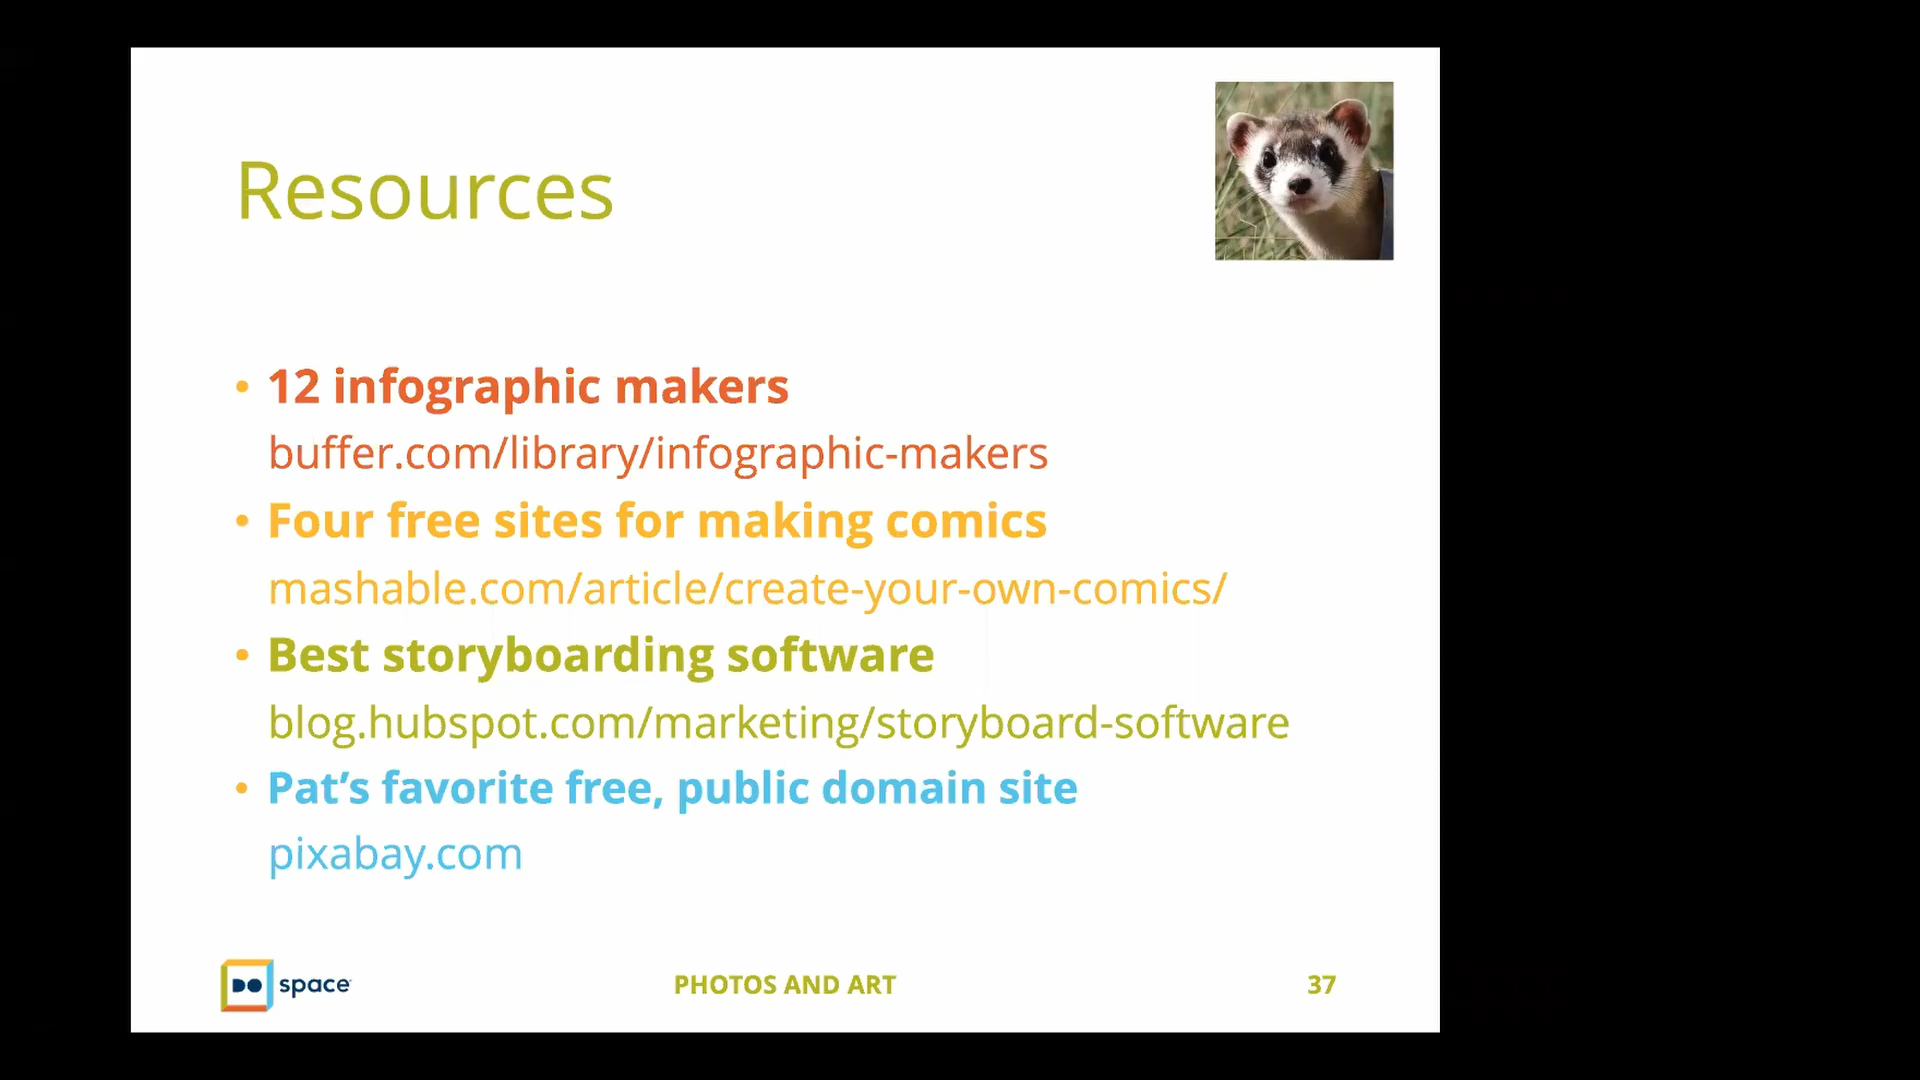 Resources
• 12 infographic makers
buffer.com/library/infographic-makers
• Four free sites for making comics
mashable.com/article/create-your-own-comics/
• Best storyboarding software
blog.hubspot.com/marketing/storyboard-software
• Pat’s favorite free, public domain site
pixabay.com
DO space
PHOTOS AND ART
37